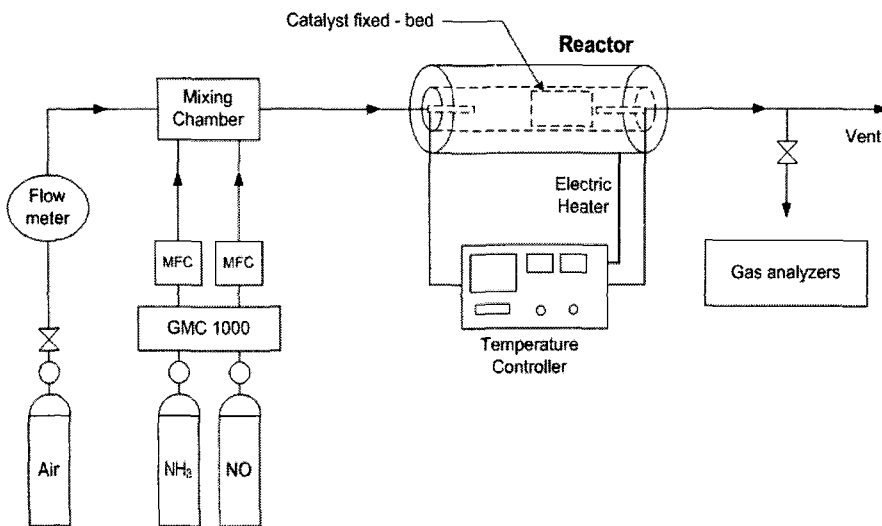 Catalyst fixed - bed
Reactor
Mixing
Chamber
Vent
Flow
meter
Electric
Heater
MFC
MFC
Gas analyzers
GMC 1000
Temperature
Controller
Air
NH₃
NO